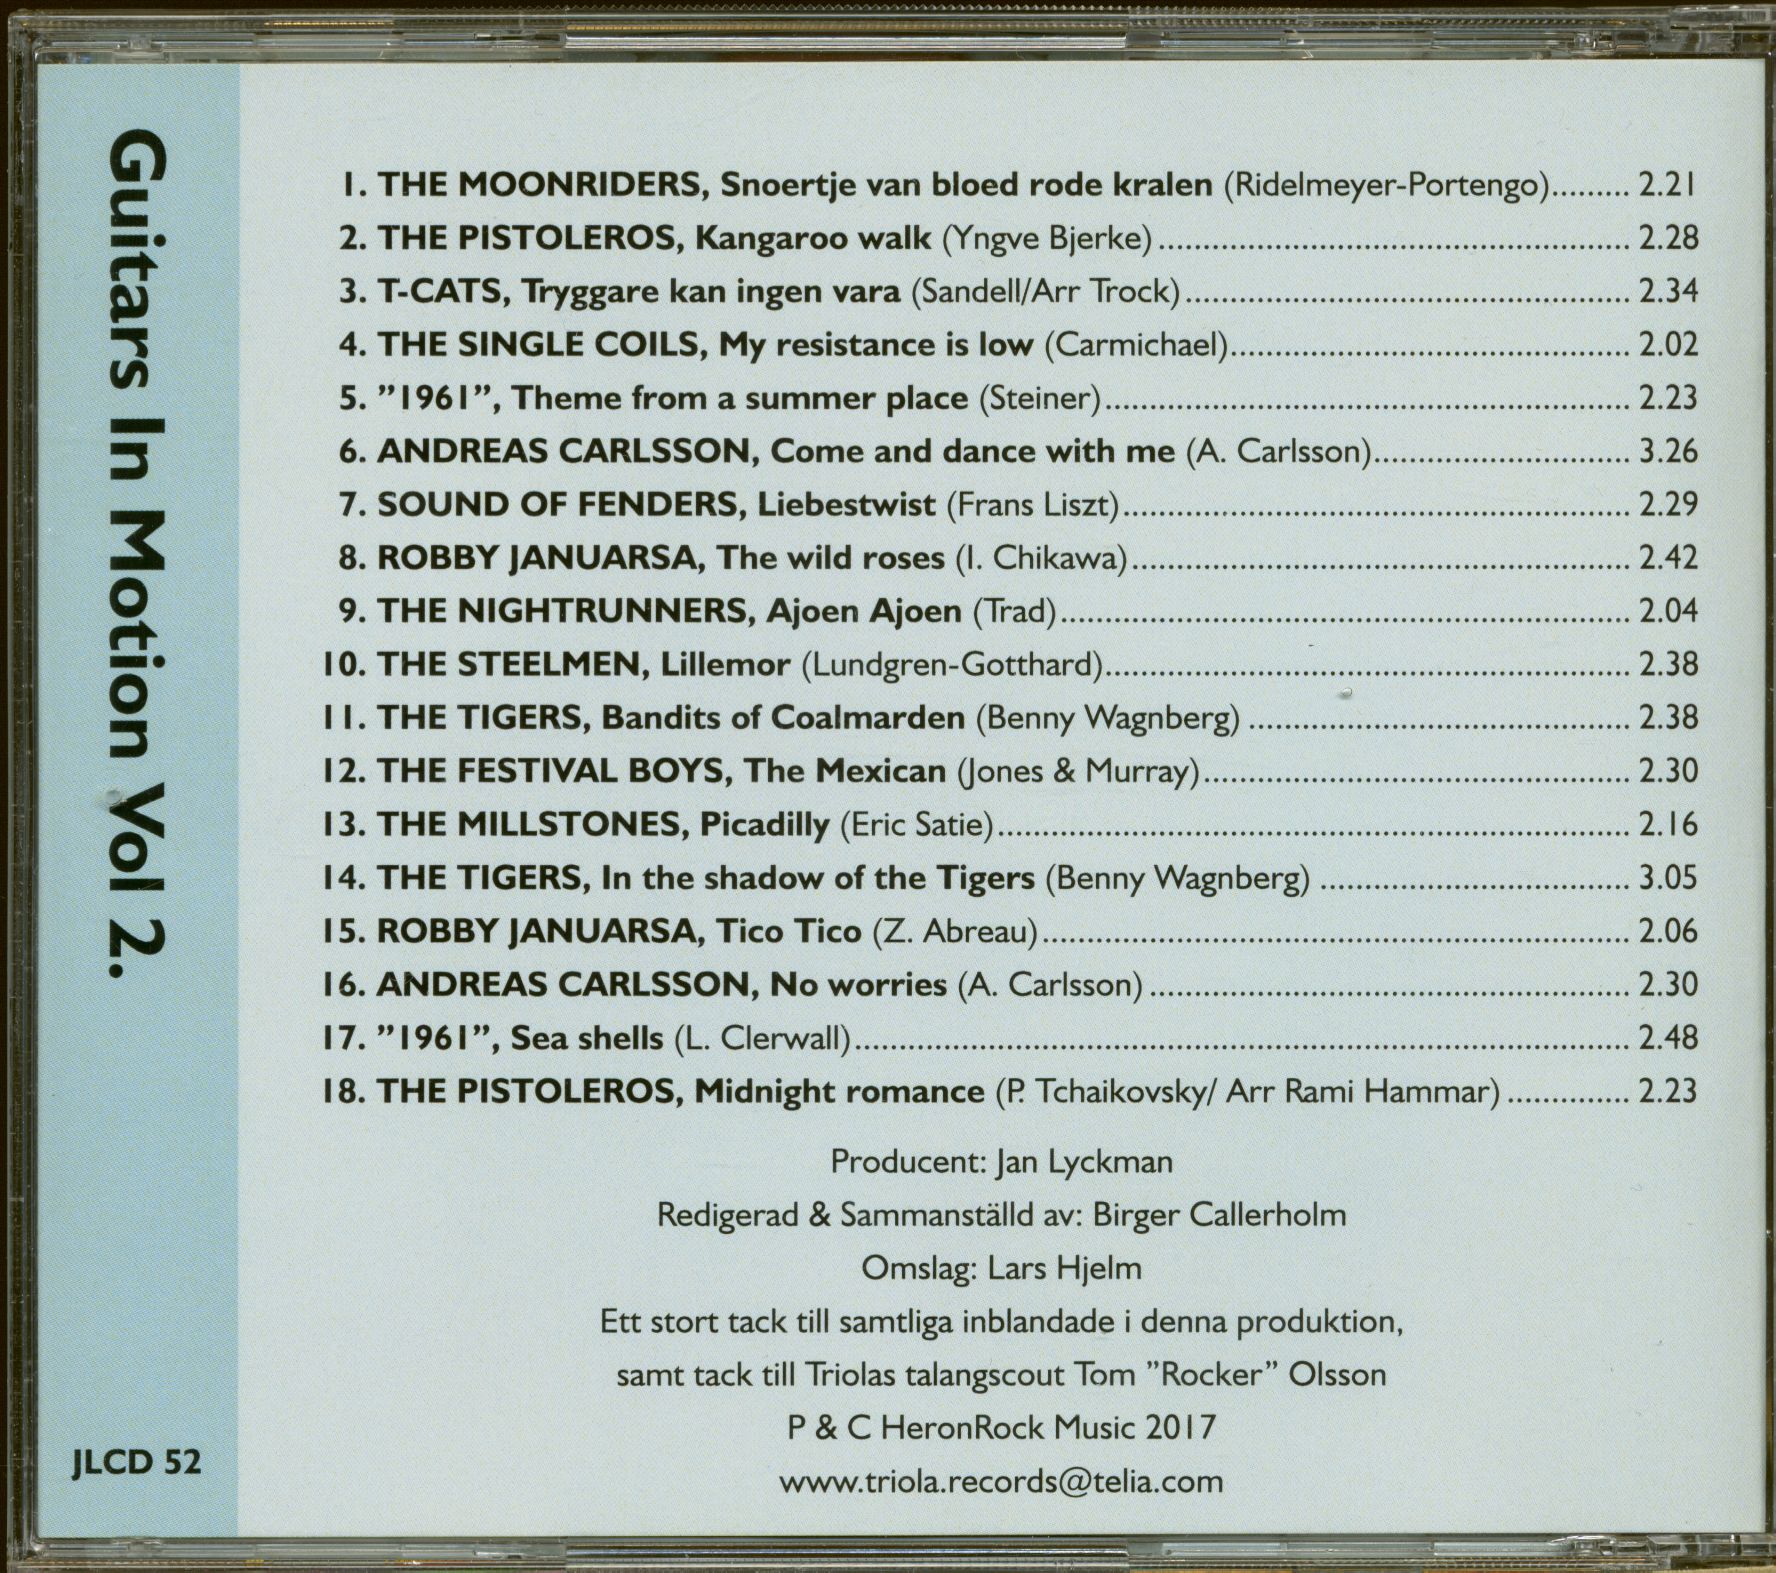 Guitars In Motion Vol 2.
JLCD 52
1. THE MOONRIDERS, Snoertje van bloed rode kralen (Ridelmeyer-Portengo)......... 2.21
2. THE PISTOLEROS, Kangaroo walk (Yngve Bjerke)..................................................... 2.28
3. T-CATS, Tryggare kan ingen vara (Sandell/Arr Trock).................................................. 2.34
4. THE SINGLE COILS, My resistance is low (Carmichael)............................................. 2.02
5. ”1961”, Theme from a summer place (Steiner)........................................................... 2.23
6. ANDREAS CARLSSON, Come and dance with me (A. Carlsson)............................. 3.26
7. SOUND OF FENDERS, Liebestwist (Frans Liszt)......................................................... 2.29
8. ROBBY JANUARSA, The wild roses (I. Chikawa)........................................................ 2.42
9. THE NIGHTRUNNERS, Ajoen Ajoen (Trad)................................................................ 2.04
10. THE STEELMEN, Lillemor (Lundgren-Gotthard)........................................................... 2.38
11. THE TIGERS, Bandits of Coalmarden (Benny Wagnberg) ........................................... 2.38
12. THE FESTIVAL BOYS, The Mexican (Jones & Murray)................................................ 2.30
13. THE MILLSTONES, Picadilly (Eric Satie)....................................................................... 2.16
14. THE TIGERS, In the shadow of the Tigers (Benny Wagnberg) ................................... 3.05
15. ROBBY JANUARSA, Tico Tico (Z. Abreau).................................................................. 2.06
16. ANDREAS CARLSSON, No worries (A. Carlsson) ...................................................... 2.30
17. ”1961”, Sea shells (L. Clerwall)....................................................................................... 2.48
18. THE PISTOLEROS, Midnight romance (P. Tchaikovsky/ Arr Rami Hammar) .............. 2.23
Producent: Jan Lyckman
Redigerad & Sammanställd av: Birger Callerholm
Omslag: Lars Hjelm
Ett stort tack till samtliga inblandade i denna produktion,
samt tack till Triolas talangscout Tom ”Rocker” Olsson
P & C HeronRock Music 2017
www.triola.records@telia.com